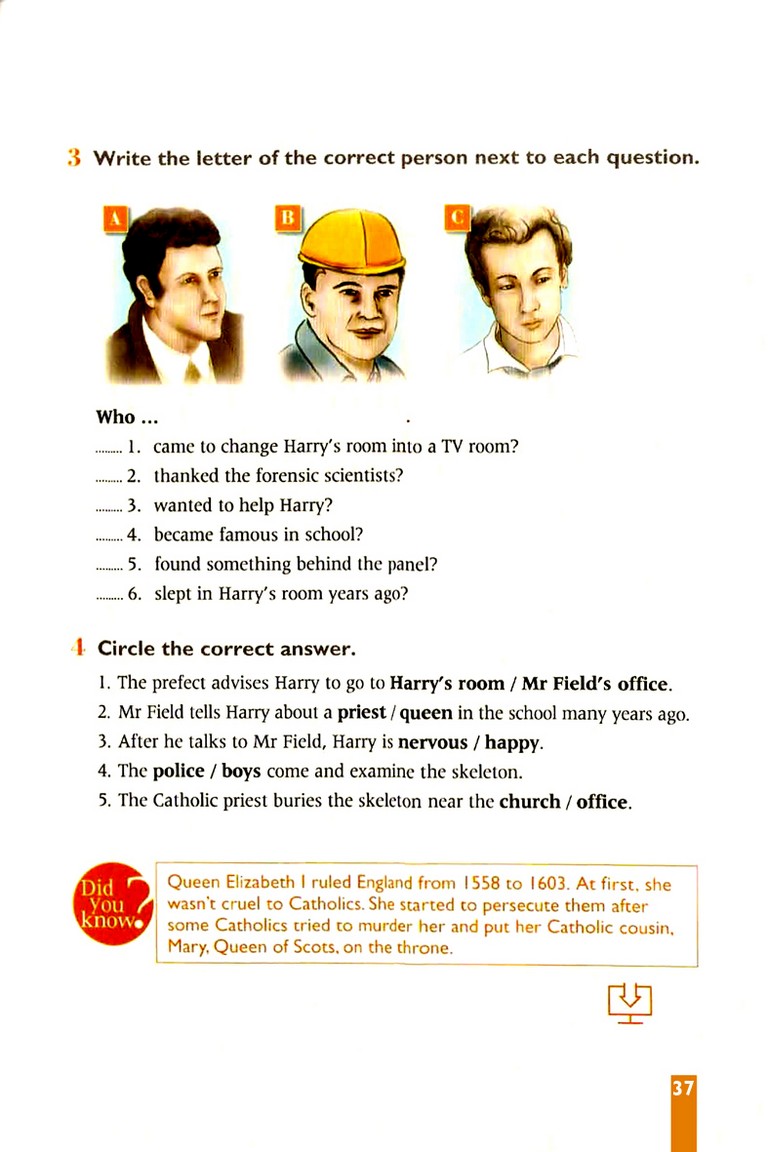 3 Write the letter of the correct person next to each question.
A B C
Who ...
......... 1. came to change Harry's room into a TV room?
......... 2. thanked the forensic scientists?
......... 3. wanted to help Harry?
......... 4. became famous in school?
......... 5. found something behind the panel?
......... 6. slept in Harry's room years ago?
4 Circle the correct answer.
1. The prefect advises Harry to go to Harry's room / Mr Field's office.
2. Mr Field tells Harry about a priest / queen in the school many years ago.
3. After he talks to Mr Field, Harry is nervous / happy.
4. The police / boys come and examine the skeleton.
5. The Catholic priest buries the skeleton near the church / office.
Did
you
know?
Queen Elizabeth I ruled England from 1558 to 1603. At first, she
wasn't cruel to Catholics. She started to persecute them after
some Catholics tried to murder her and put her Catholic cousin,
Mary, Queen of Scots, on the throne.
37